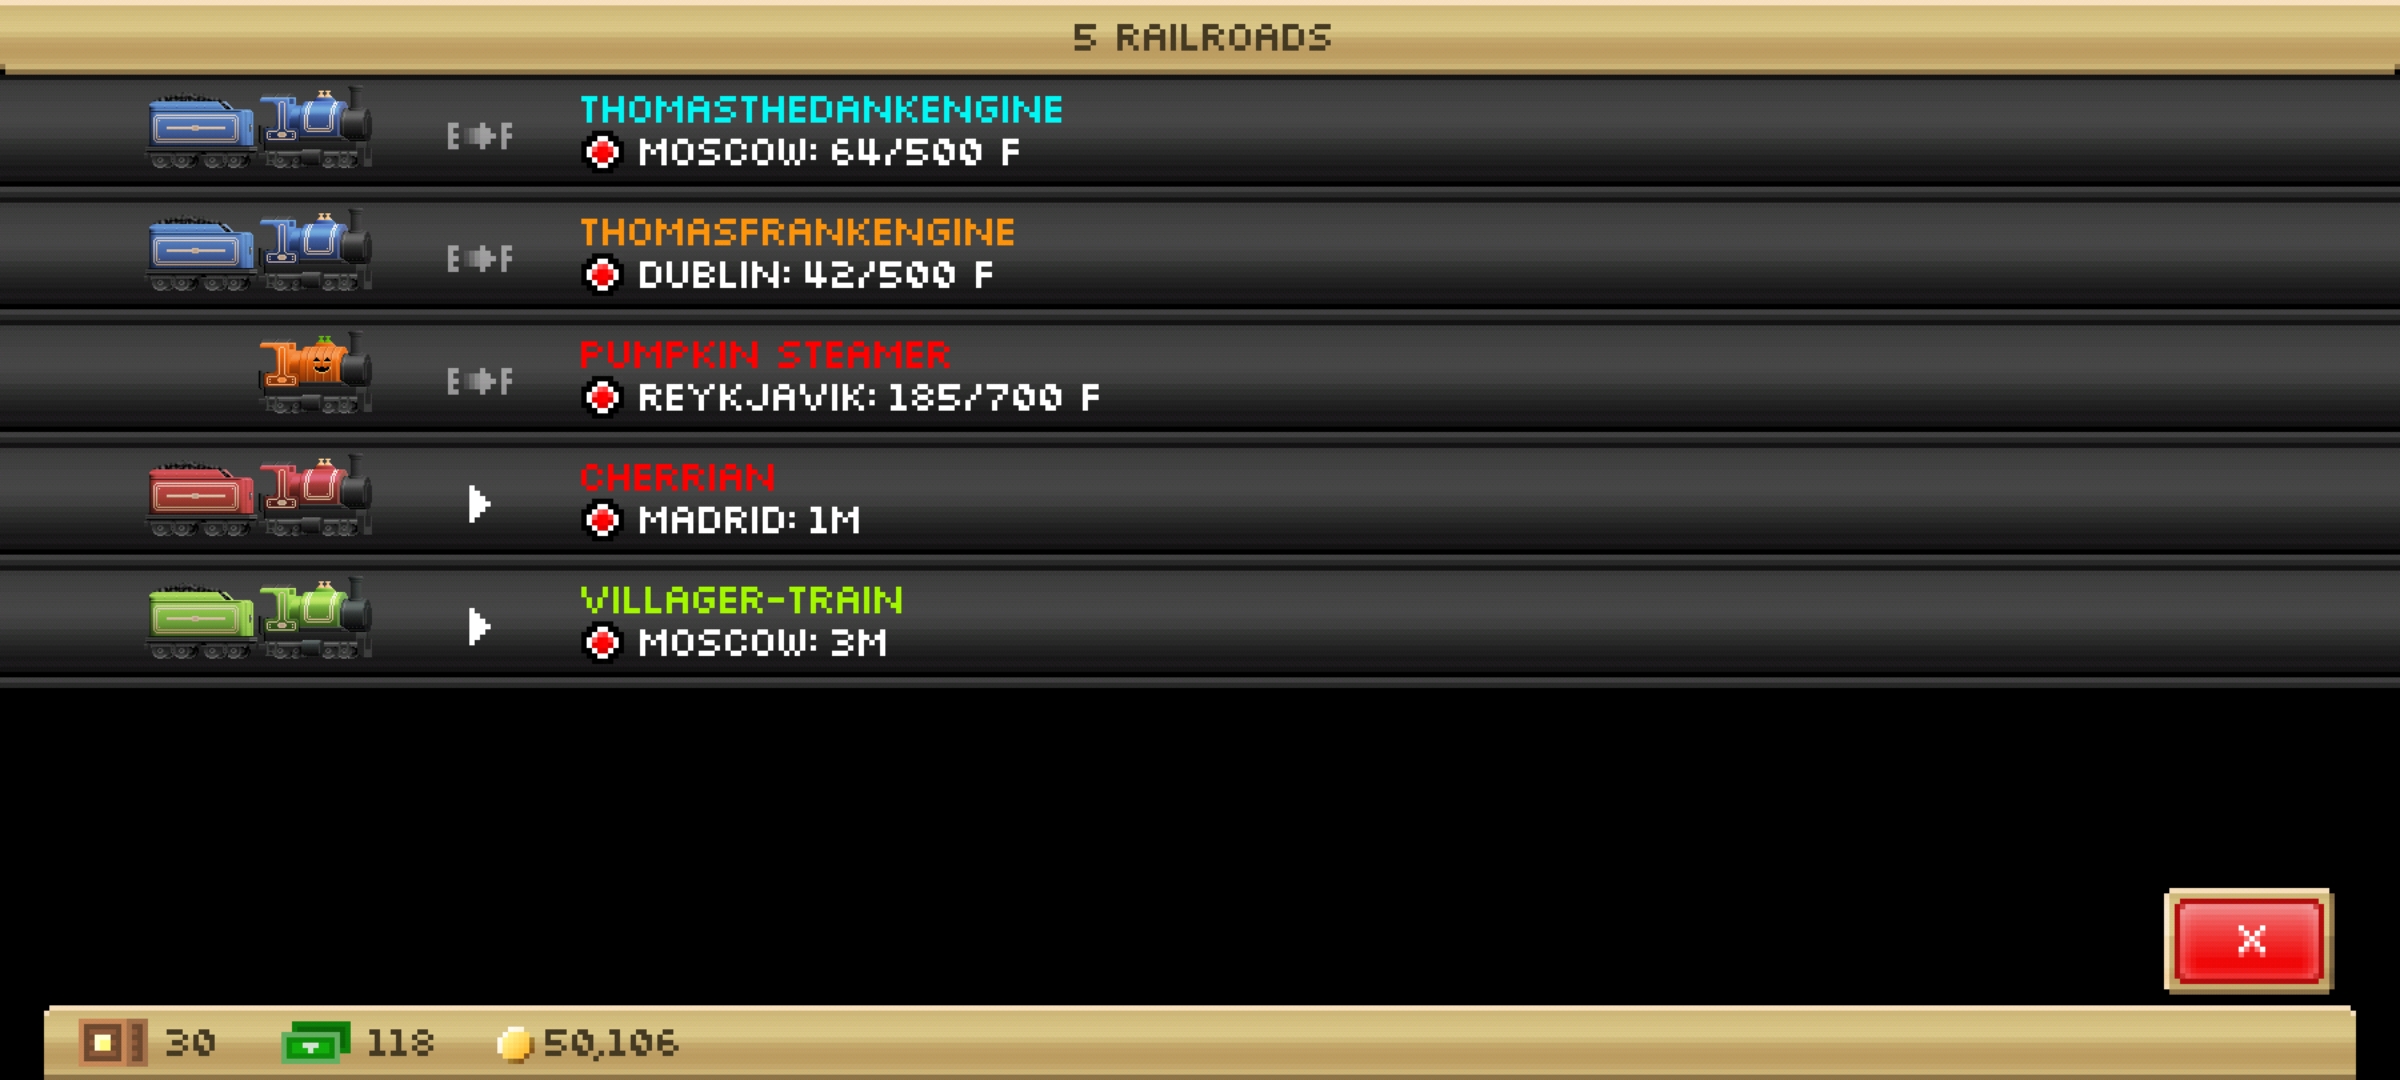 5 RAILROADS
E F THOMASTHEDANKENGINE
MOSCOW: 64/500 F
E F THOMASFRANKENGINE
DUBLIN: 42/500 F
E F PUMPKIN STEAMER
REYKJAVIK: 185/700 F
CHERRIAN
MADRID: 1M
VILLAGER-TRAIN
MOSCOW: 3M
X
30 118 50,106